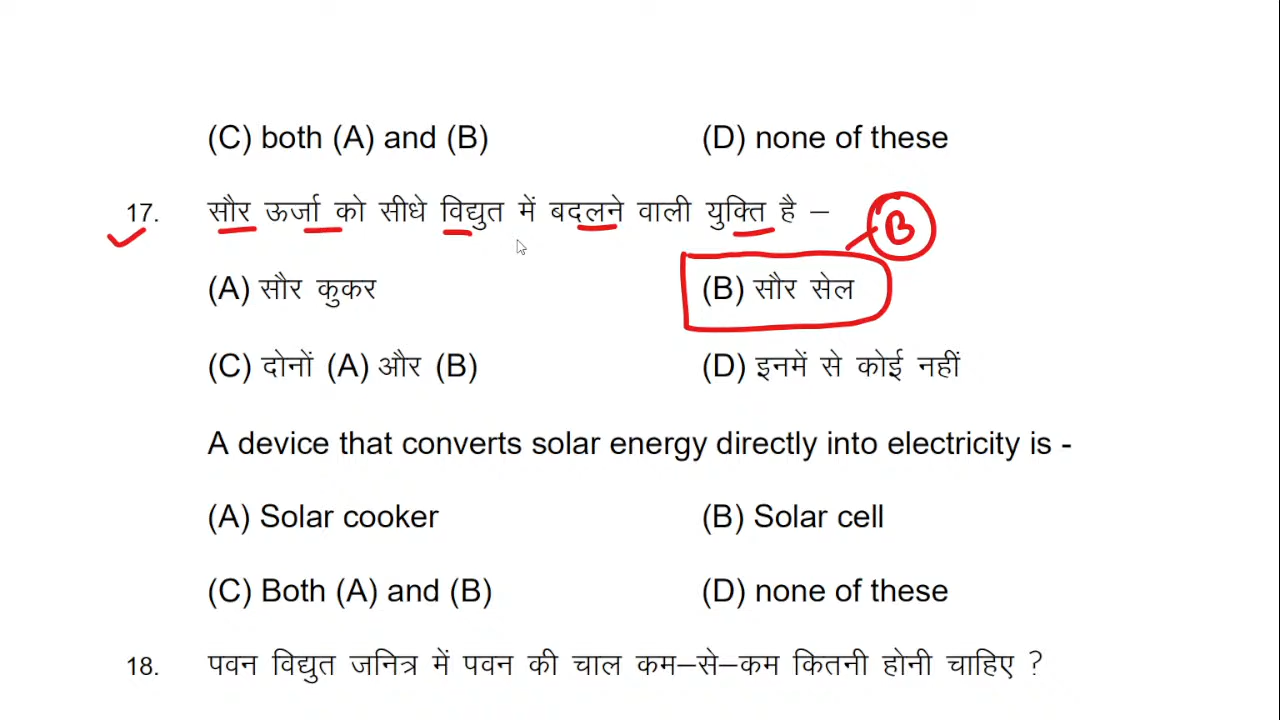 (C) both (A) and (B) (D) none of these
17. सौर ऊर्जा को सीधे विद्युत में बदलने वाली युक्ति है – B
(A) सौर कुकर (B) सौर सेल
(C) दोनों (A) और (B) (D) इनमें से कोई नहीं
A device that converts solar energy directly into electricity is -
(A) Solar cooker (B) Solar cell
(C) Both (A) and (B) (D) none of these
18. पवन विद्युत जनित्र में पवन की चाल कम–से–कम कितनी होनी चाहिए ?